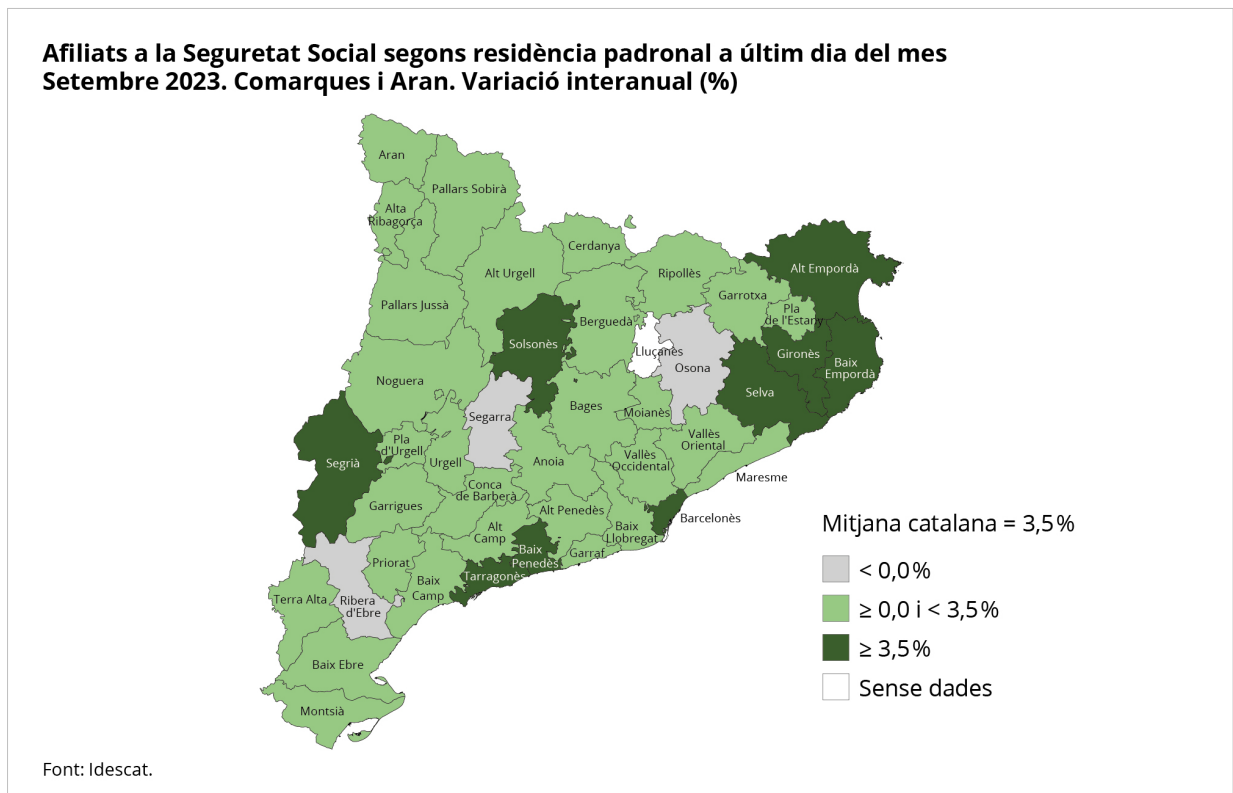 Afiliats a la Seguretat Social segons residència padronal a últim dia del mes
Setembre 2023. Comarques i Aran. Variació interanual (%)
Aran
Pallars Sobirà
Alta
Ribagorça
Cerdanya
Alt Urgell
Ripollès
Alt Empordà
Garrotxa
Pallars Jussà
Pla
de l'Estany
Berguedà
Solsonès
Lluçanès
Gironès
Osona
Baix
Empordà
Noguera
Selva
Bages
Moianès
Segarra
Vallès
Oriental
Pla
d'Urgell
Segrià
Urgell
Anoia
Vallès
Occidental
Maresme
Conca
de Barberà
Garrigues
Alt Penedès
Barcelonès
Alt
Camp
Baix
Llobregat
Baix
Penedès
Garraf
Priorat
Tarragonès
Baix
Camp
Terra Alta
Ribera
d'Ebre
Baix Ebre
Montsià
Mitjana catalana = 3,5%
< 0,0%
≥ 0,0 i < 3,5%
≥ 3,5%
Sense dades
Font: Idescat.